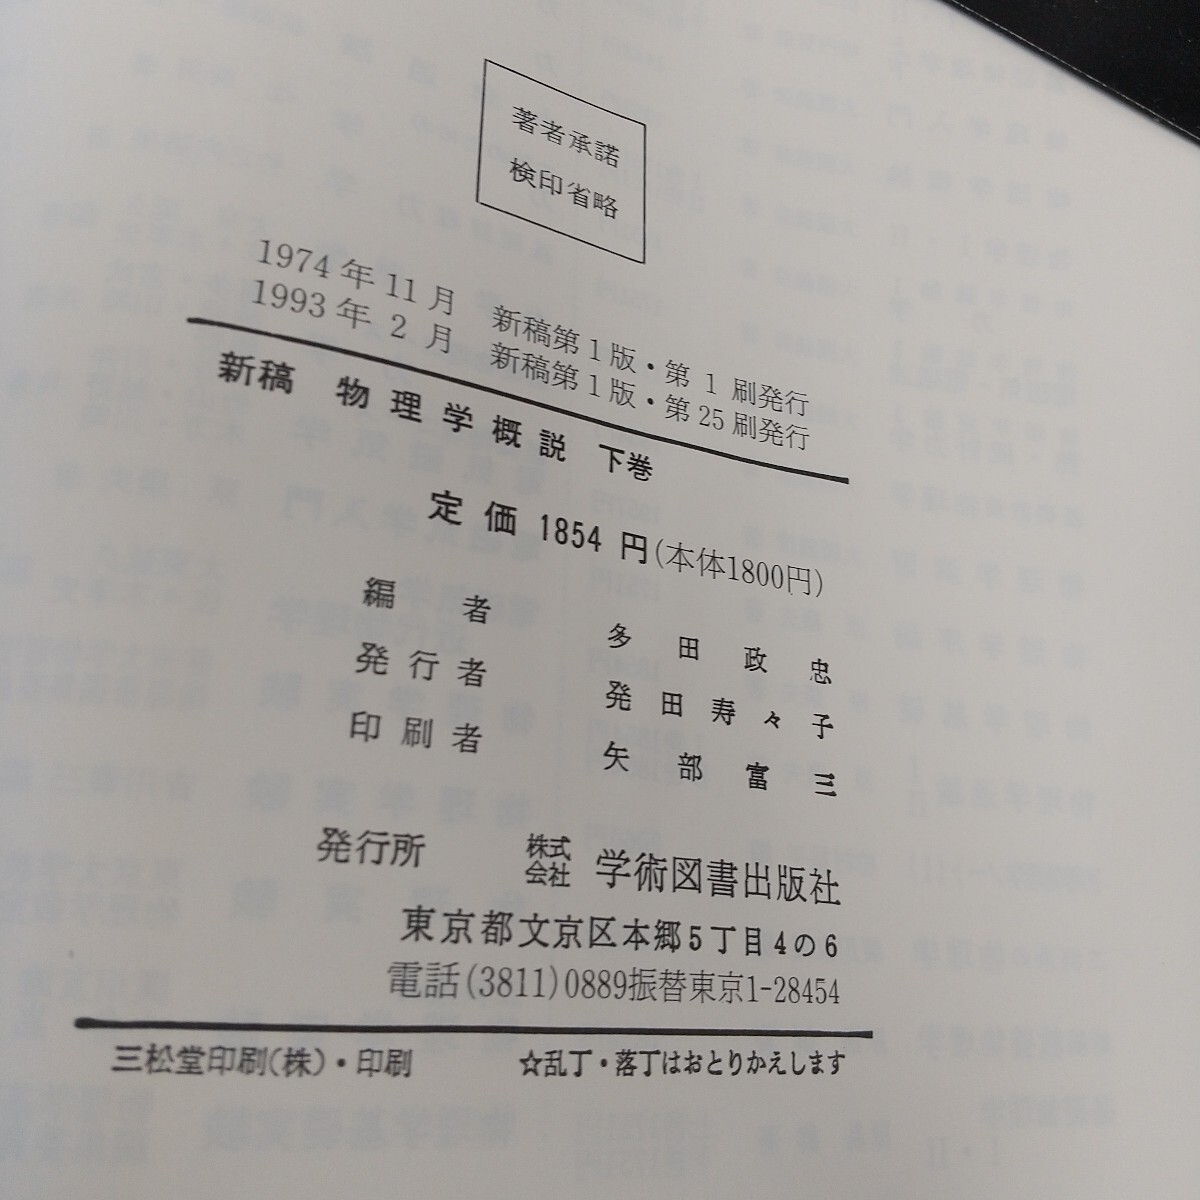 著者承諾
検印省略
1974年11月 新稿第1版・第1刷発行
1993年2月 新稿第1版・第25刷発行
新稿 物理学概説 下巻
定価 1854円(本体1800円)
編者 多田政忠
発行者 発田寿々子
印刷者 矢部富三
発行所 株式会社 学術図書出版社
東京都文京区本郷5丁目4の6
電話(3811)0889振替東京1-28454
三松堂印刷(株)・印刷 ☆乱丁・落丁はおとりかえします